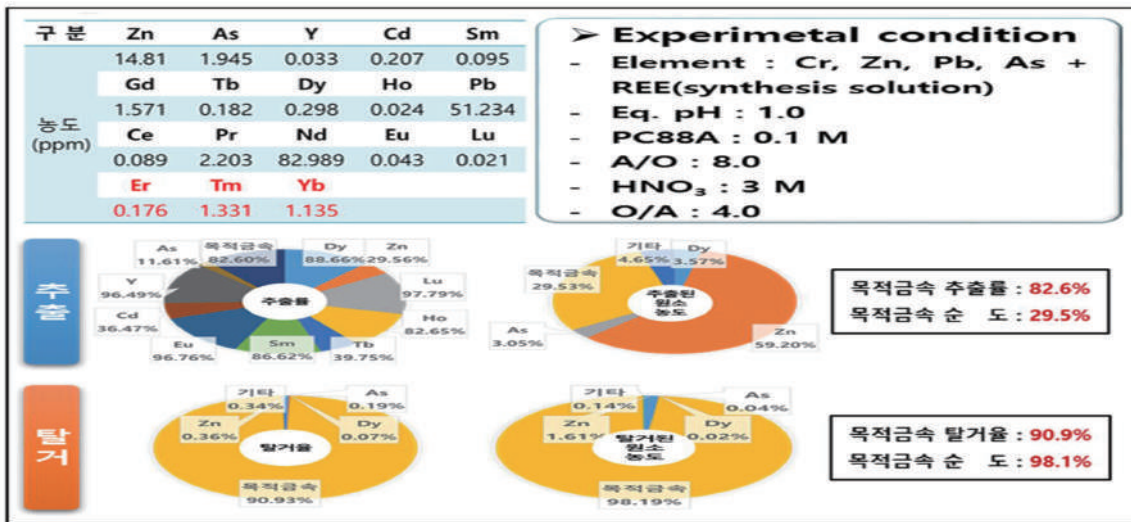 구 분 Zn As Y Cd Sm
14.81 1.945 0.033 0.207 0.095
Gd Tb Dy Ho Pb
1.571 0.182 0.298 0.024 51.234
농도
(ppm)
Ce Pr Nd Eu Lu
0.089 2.203 82.989 0.043 0.021
Er Tm Yb
0.176 1.331 1.135
➢ Experimetal condition
- Element : Cr, Zn, Pb, As +
REE(synthesis solution)
- Eq. pH : 1.0
- PC88A : 0.1 M
- A/O : 8.0
- HNO₃ : 3 M
- O/A : 4.0
추출
As
11.61%
목적금속
82.60%
Dy
88.66%
Zn
29.56%
Y
96.49%
Lu
97.79%
추출률
Cd
36.47%
Ho
82.65%
Eu
96.76%
Sm
86.62%
Tb
39.75%
기타
4.65%
Dy
3.57%
목적금속
29.53%
추출된
원소
농도
As
3.05%
Zn
59.20%
목적금속 추출률 : 82.6%
목적금속 순 도 : 29.5%
탈거
기타
0.34%
As
0.19%
Zn
0.36%
Dy
0.07%
탈거율
목적금속
90.93%
기타
0.14%
As
0.04%
Zn
1.61%
Dy
0.02%
탈거된
원소
농도
목적금속
98.19%
목적금속 탈거율 : 90.9%
목적금속 순 도 : 98.1%